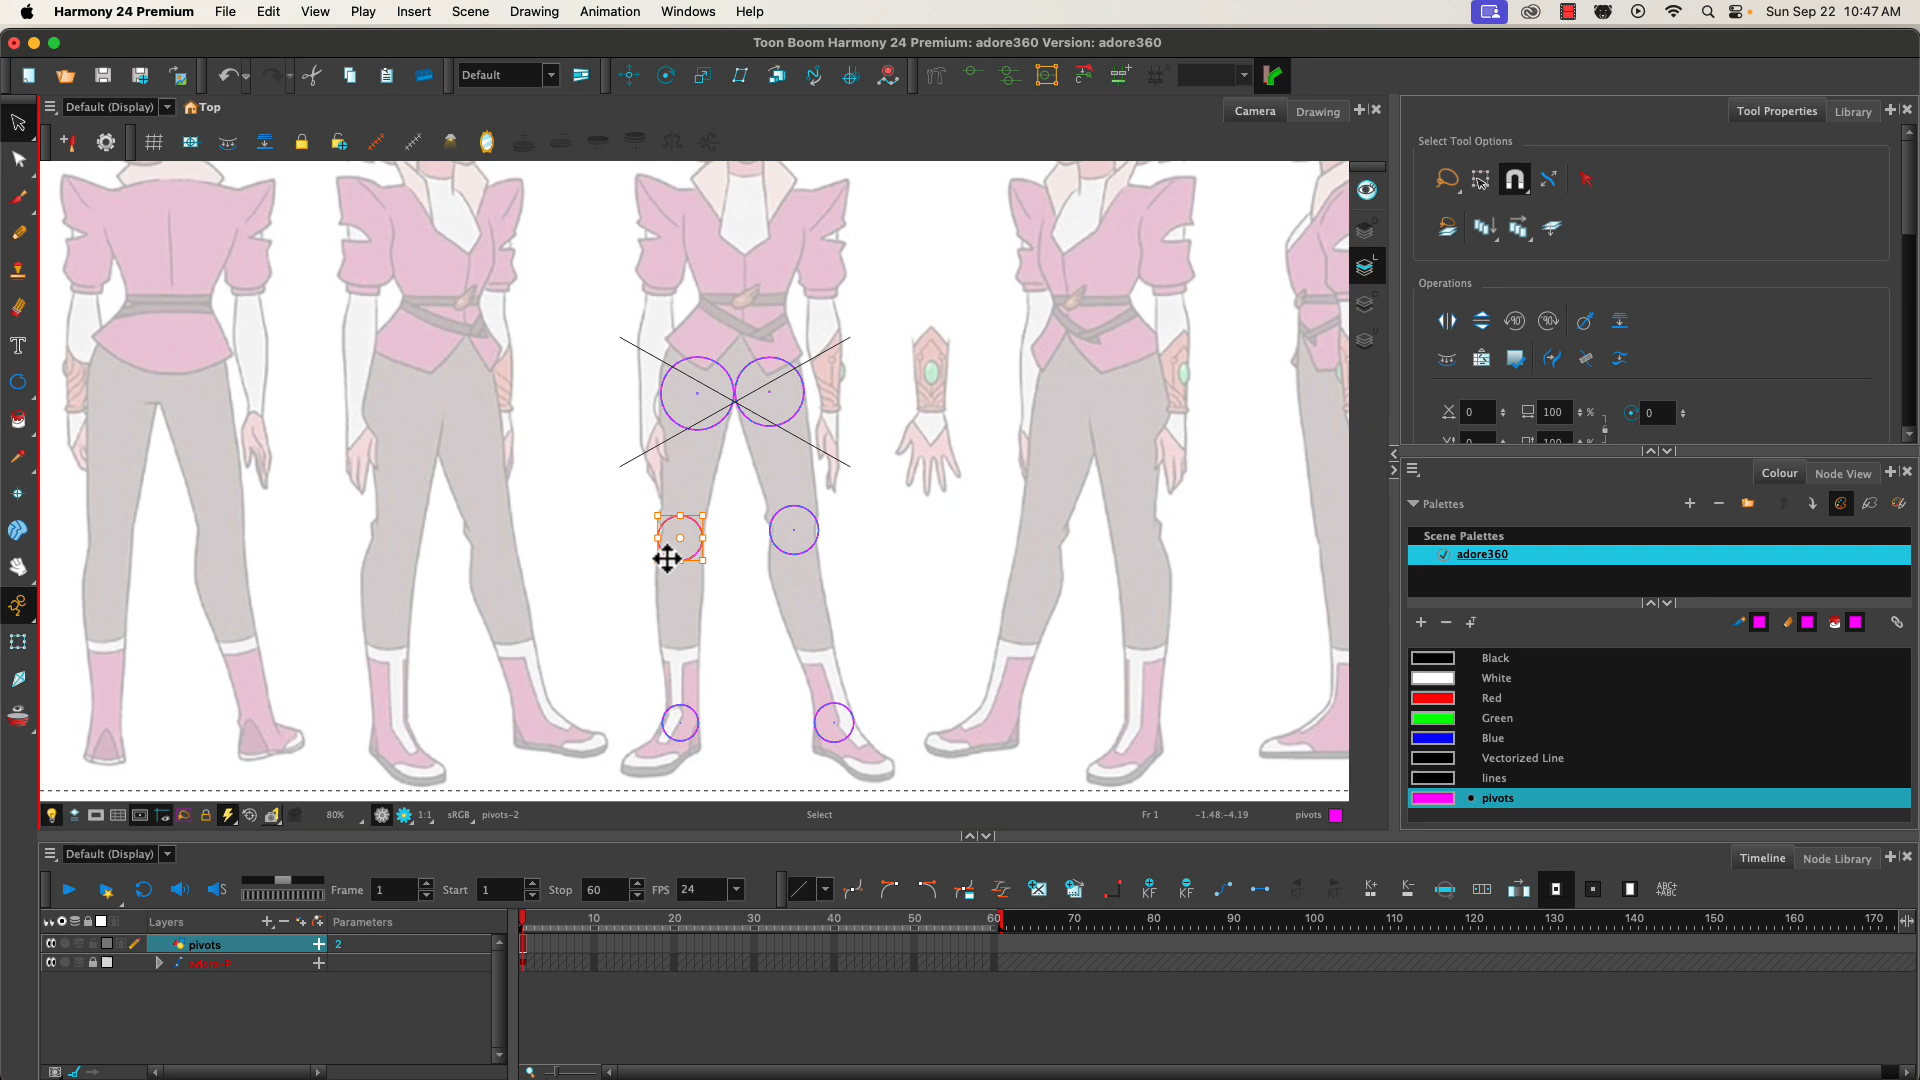 Harmony 24 Premium File Edit View Play Insert Scene Drawing Animation Windows Help Sun Sep 22 10:47 AM
Toon Boom Harmony 24 Premium: adore360 Version: adore360
Default
Default (Display) Top Camera Drawing
Tool Properties Library
Select Tool Options
Operations
0 100 % 0
Colour Node View
Palettes
Scene Palettes
adore360
Black
White
Red
Green
Blue
Vectorized Line
lines
pivots
80% 1:1 sRGB pivots-2 Select Fr 1 -1.48:-4.19 pivots
Default (Display) Timeline Node Library
Frame 1 Start 1 Stop 60 FPS 24 KF KF K+ K- ABC+ ABC
Layers Parameters 10 20 30 40 50 60 70 80 90 100 110 120 130 140 150 160 170
pivots 2